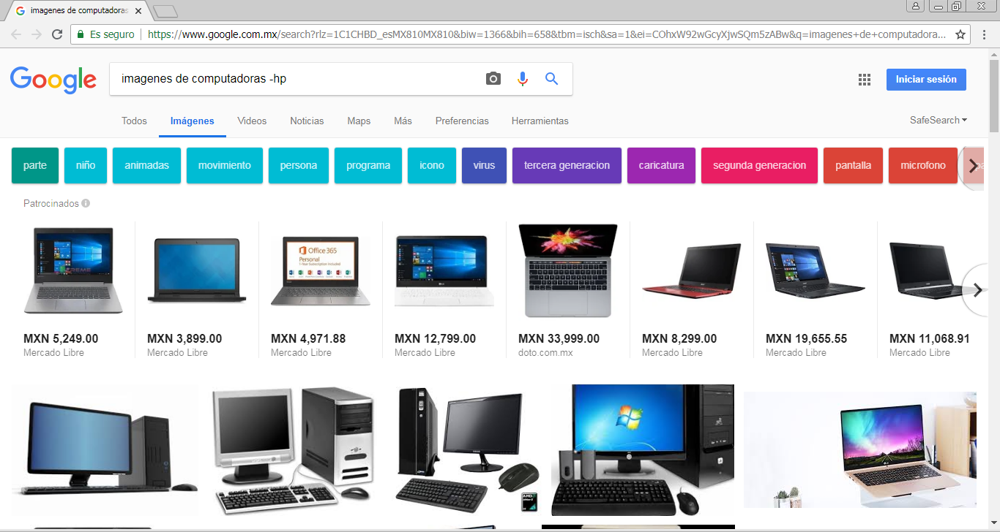 imagenes de computadoras
Es seguro
https://www.google.com.mx/search?rlz=1C1CHBD_esMX810MX810&biw=1366&bih=658&tbm=isch&sa=1&ei=COhxW92wGcyXjwSQm5zABw&q=imagenes+de+computadora...
Google
imagenes de computadoras -hp
Iniciar sesión
Todos Imágenes Videos Noticias Maps Más Preferencias Herramientas
SafeSearch
parte niño animadas movimiento persona programa icono virus tercera generacion caricatura segunda generacion pantalla microfono
Patrocinados
Office 365
Personal
MXN 5,249.00 MXN 3,899.00 MXN 4,971.88 MXN 12,799.00 MXN 33,999.00 MXN 8,299.00 MXN 19,655.55 MXN 11,068.91
Mercado Libre Mercado Libre Mercado Libre Mercado Libre doto.com.mx Mercado Libre Mercado Libre Mercado Libre
AMD